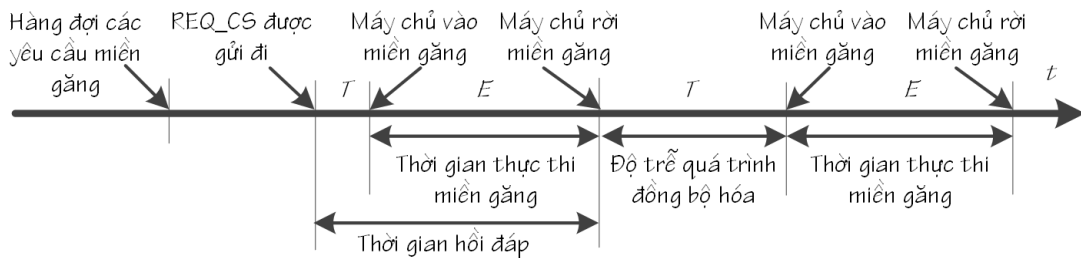 Hàng đợi các
yêu cầu miền
găng
REQ_CS được
gửi đi
Máy chủ vào
miền găng
Máy chủ rời
miền găng
Máy chủ vào
miền găng
Máy chủ rời
miền găng
T
E
T
E
t
Thời gian thực thi
miền găng
Độ trễ quá trình
đồng bộ hóa
Thời gian thực thi
miền găng
Thời gian hồi đáp